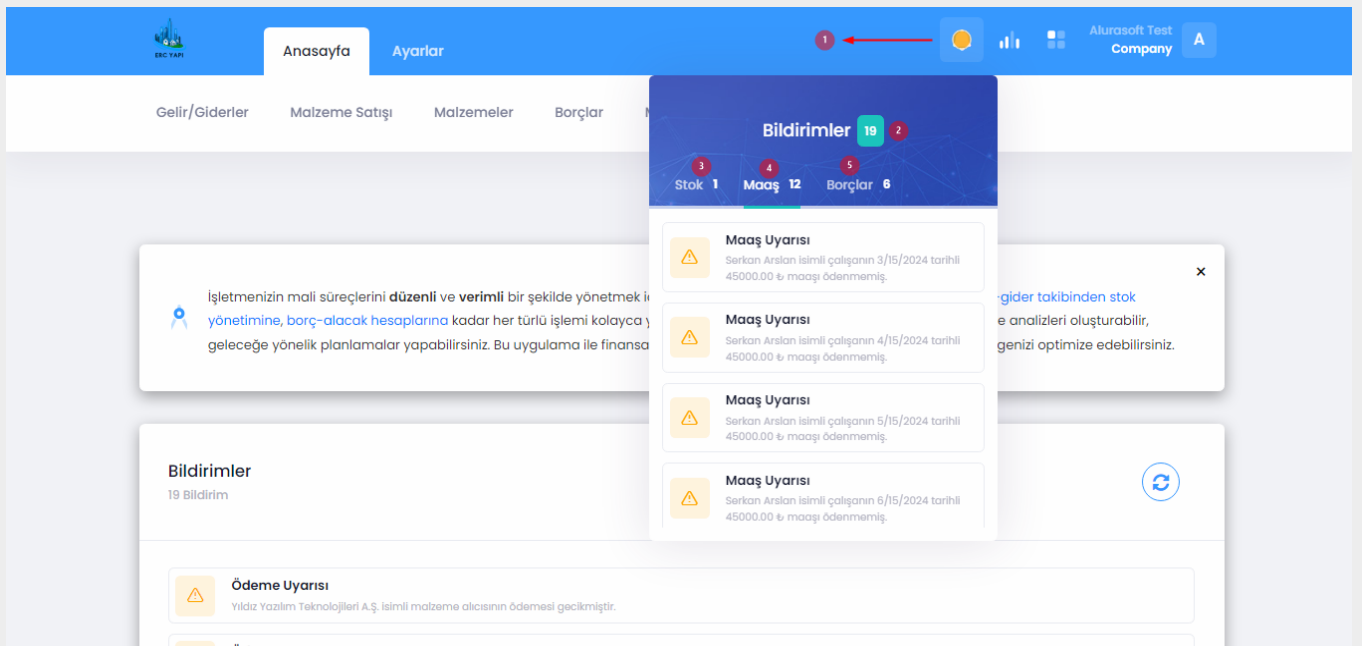 ERC YAPI
Anasayfa
Ayarlar
1
Alurasoft Test
Company
A
Gelir/Giderler
Malzeme Satışı
Malzemeler
Borçlar
Bildirimler 19 2
3 4 5
Stok 1 Maaş 12 Borçlar 6
Maaş Uyarısı
Serkan Arslan isimli çalışanın 3/15/2024 tarihli
45000.00 ₺ maaşı ödenmemiş.
Maaş Uyarısı
Serkan Arslan isimli çalışanın 4/15/2024 tarihli
45000.00 ₺ maaşı ödenmemiş.
Maaş Uyarısı
Serkan Arslan isimli çalışanın 5/15/2024 tarihli
45000.00 ₺ maaşı ödenmemiş.
Maaş Uyarısı
Serkan Arslan isimli çalışanın 6/15/2024 tarihli
45000.00 ₺ maaşı ödenmemiş.
İşletmenizin mali süreçlerini düzenli ve verimli bir şekilde yönetmek -gider takibinden stok
yönetimine, borç-alacak hesaplarına kadar her türlü işlemi kolayca e analizleri oluşturabilir,
geleceğe yönelik planlamalar yapabilirsiniz. Bu uygulama ile finansa genizi optimize edebilirsiniz.
Bildirimler
19 Bildirim
Ödeme Uyarısı
Yıldız Yazılım Teknolojileri A.Ş. isimli malzeme alıcısının ödemesi gecikmiştir.